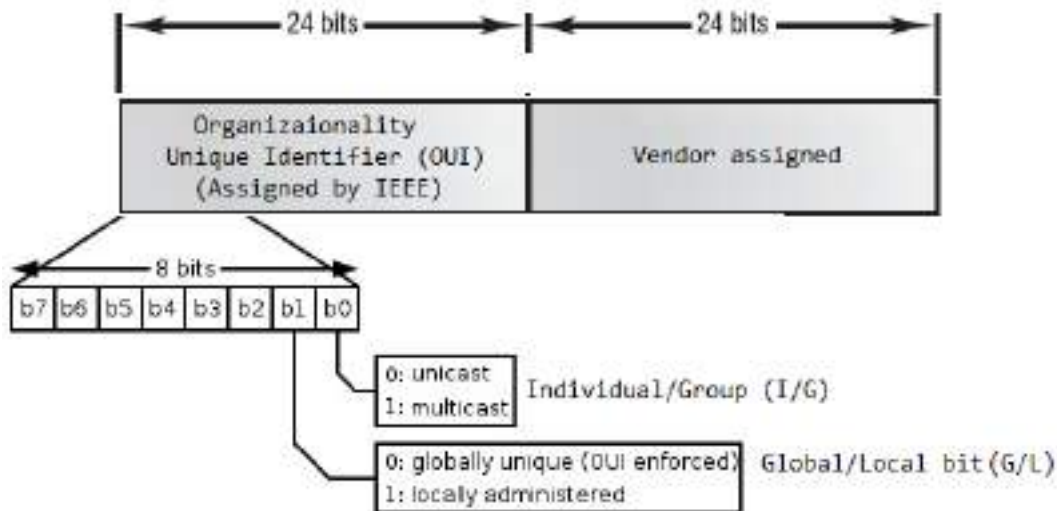 24 bits
24 bits
Organizaionality
Unique Identifier (OUI)
(Assigned by IEEE)
Vendor assigned
8 bits
b7 b6 b5 b4 b3 b2 b1 b0
0: unicast
1: multicast
Individual/Group (I/G)
0: globally unique (OUI enforced)
1: locally administered
Global/Local bit(G/L)